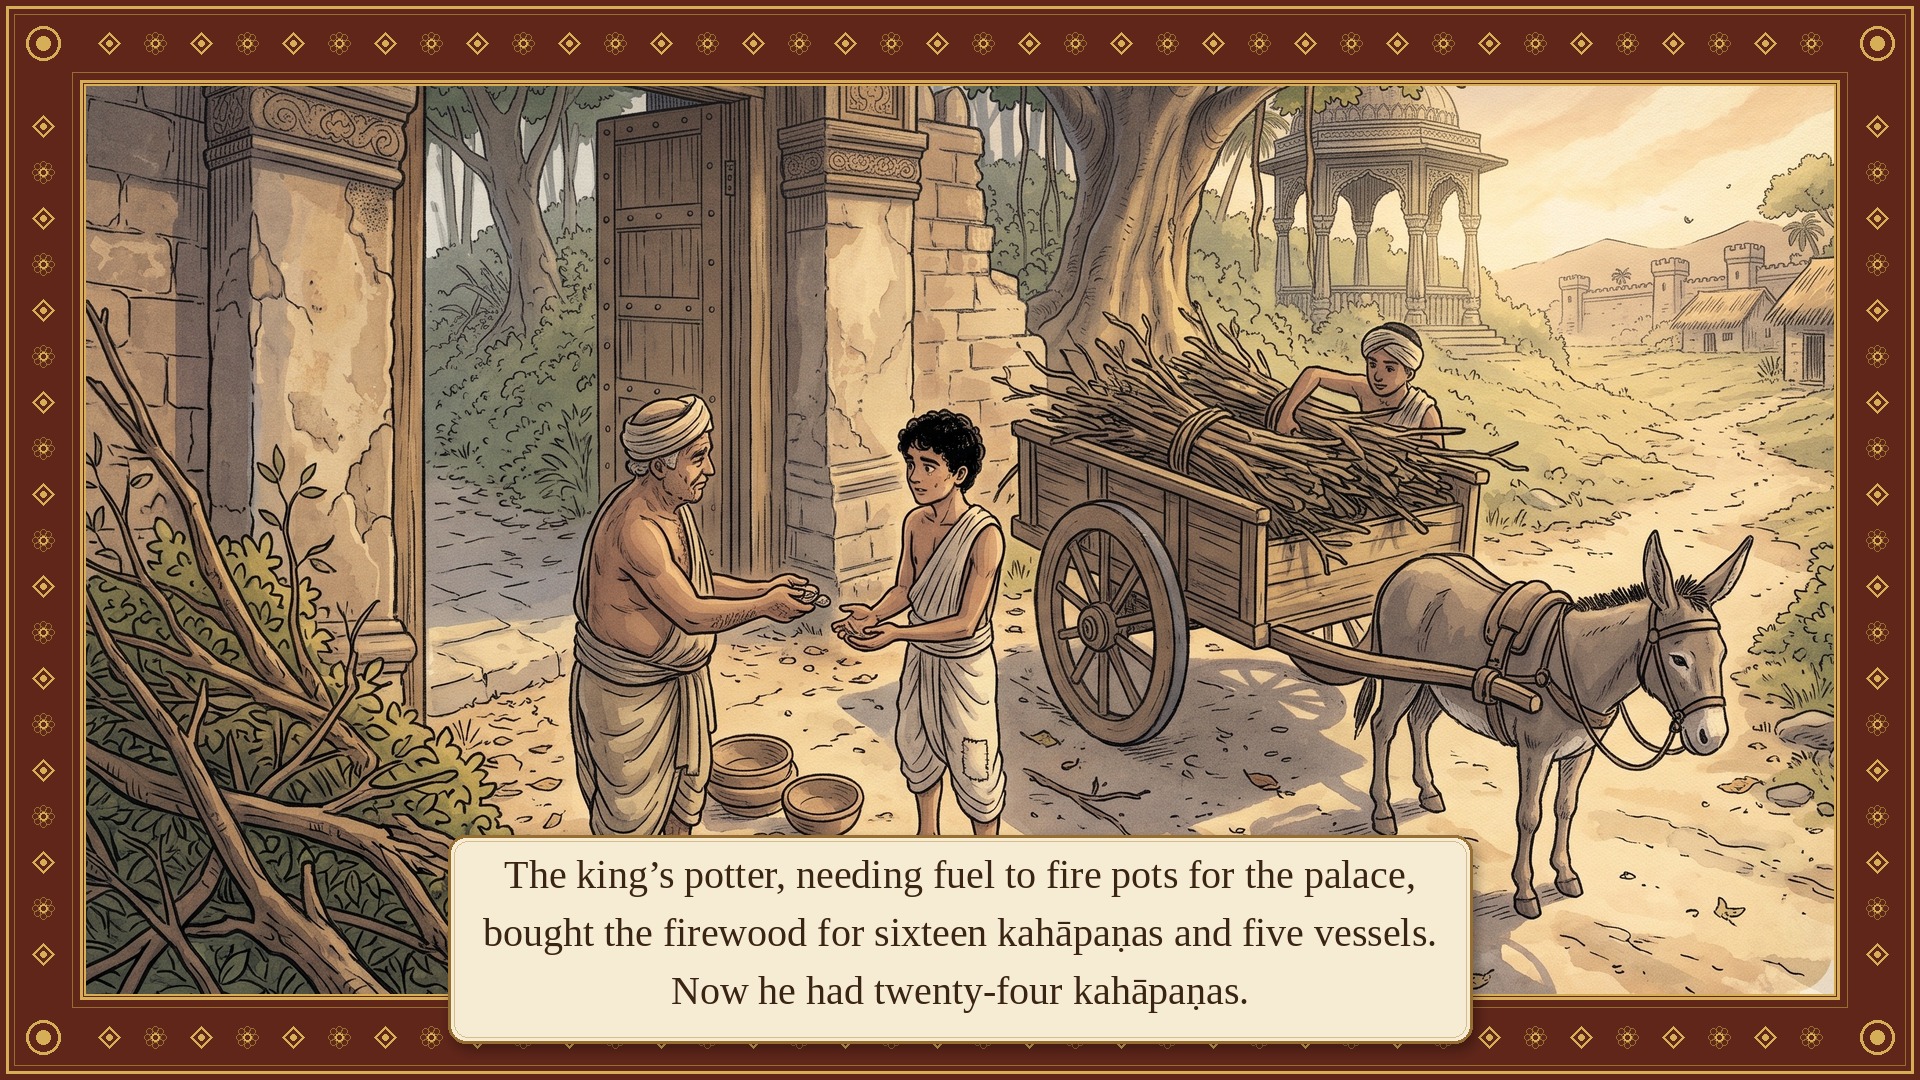 The king’s potter, needing fuel to fire pots for the palace,
bought the firewood for sixteen kahāpaṇas and five vessels.
Now he had twenty-four kahāpaṇas.